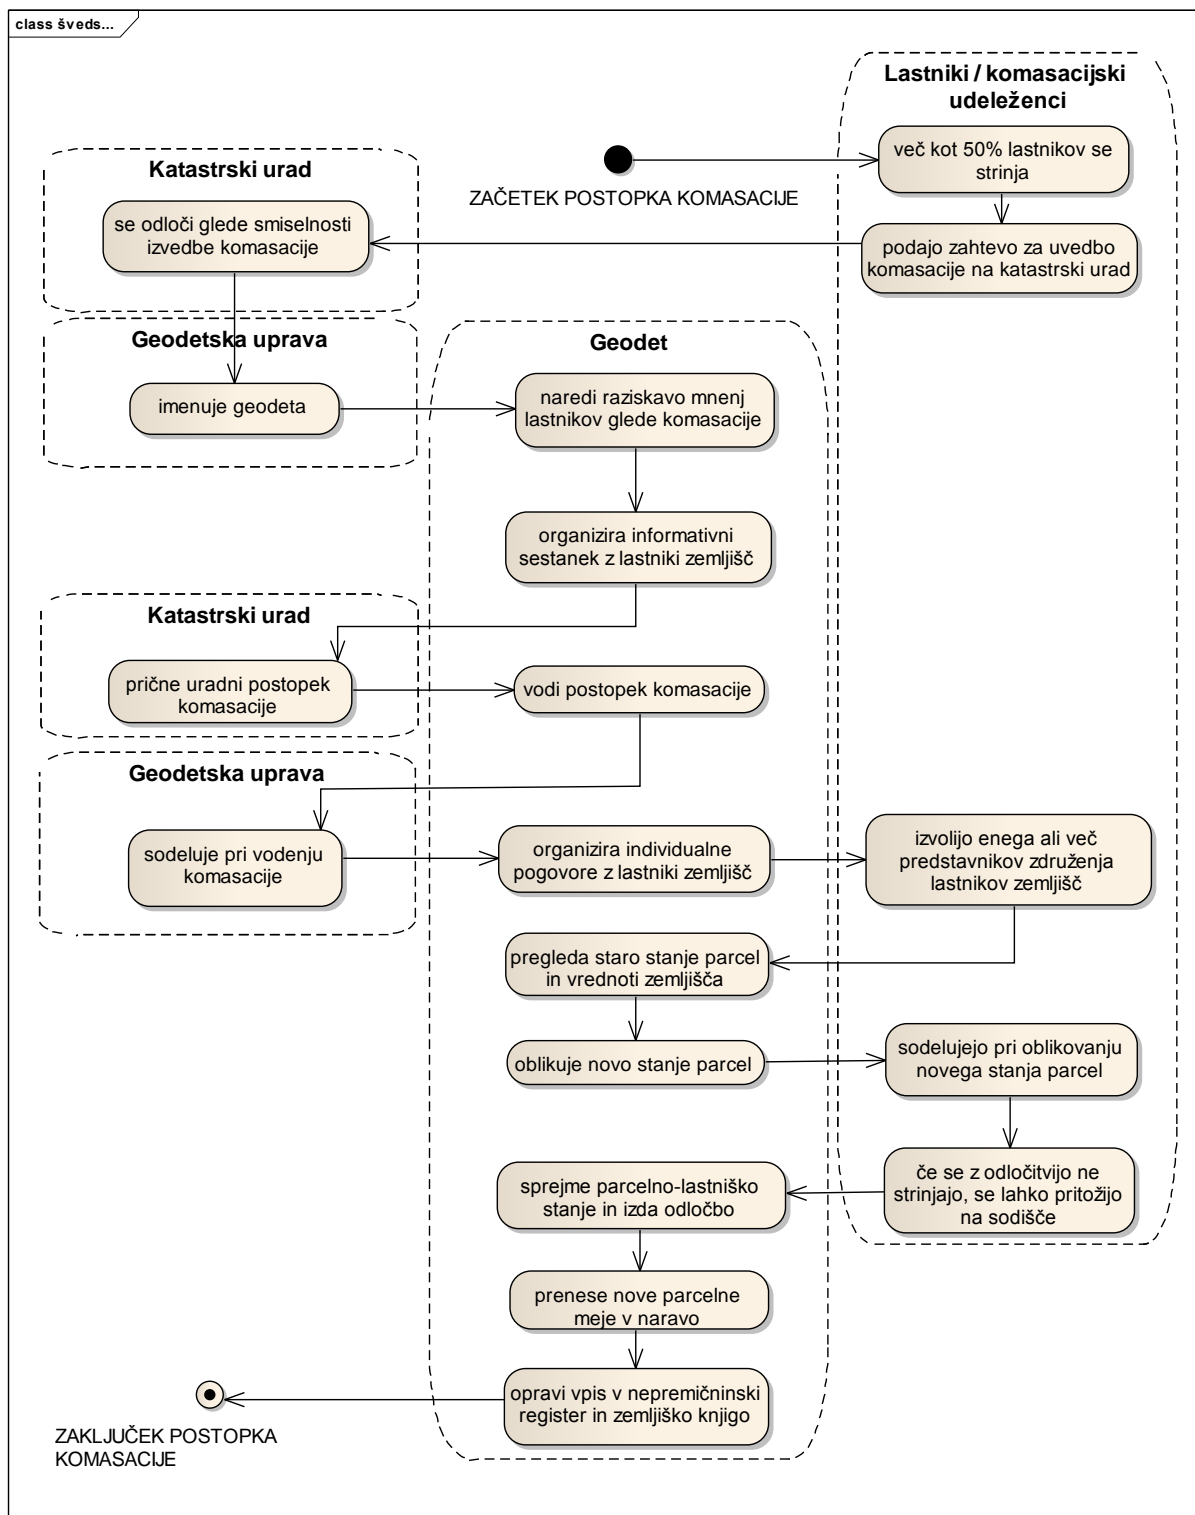 class šveds...
Lastniki / komasacijski
udeleženci
več kot 50% lastnikov se
strinja
ZAČETEK POSTOPKA KOMASACIJE
Katastrski urad
se odloči glede smiselnosti
izvedbe komasacije
podajo zahtevo za uvedbo
komasacije na katastrski urad
Geodetska uprava
imenuje geodeta
Geodet
naredi raziskavo mnenj
lastnikov glede komasacije
organizira informativni
sestanek z lastniki zemljišč
Katastrski urad
prične uradni postopek
komasacije
vodi postopek komasacije
Geodetska uprava
sodeluje pri vodenju
komasacije
organizira individualne
pogovore z lastniki zemljišč
izvolijo enega ali več
predstavnikov združenja
lastnikov zemljišč
pregleda staro stanje parcel
in vrednoti zemljišča
oblikuje novo stanje parcel
sodelujejo pri oblikovanju
novega stanja parcel
če se z odločitvijo ne
strinjajo, se lahko pritožijo
na sodišče
sprejme parcelno-lastniško
stanje in izda odločbo
prenese nove parcelne
meje v naravo
opravi vpis v nepremičninski
register in zemljiško knjigo
ZAKLJUČEK POSTOPKA
KOMASACIJE